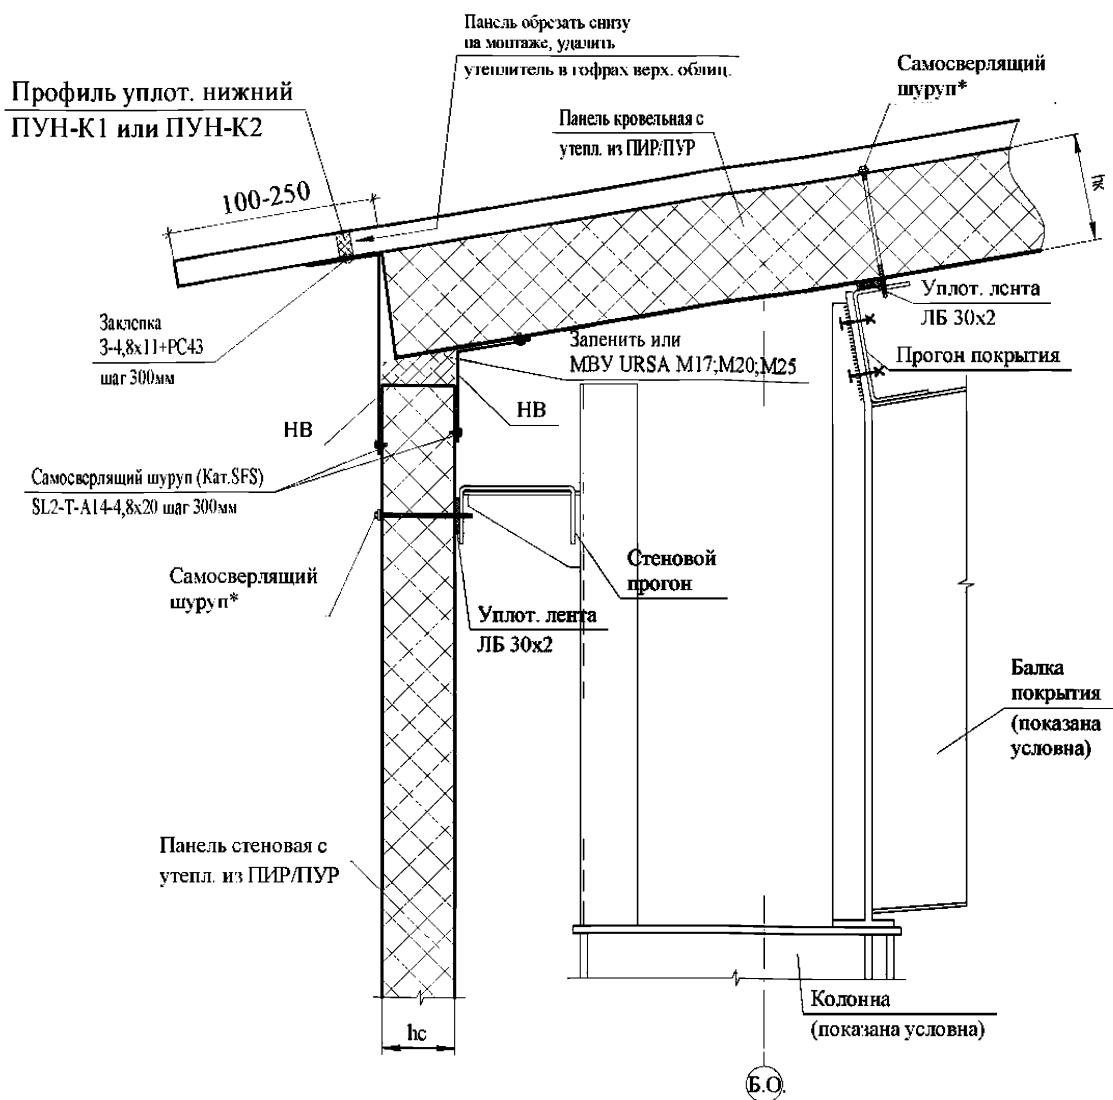 Панель обрезать снизу
на монтаже, удалить
утеплитель в гофрах верх. облиц.
Самосверлящий
шуруп*
Профиль уплот. нижний
ПУН-К1 или ПУН-К2
Панель кровельная с
утепл. из ПИР/ПУР
100-250
hк
Уплот. лента
ЛБ 30х2
Заклепка
З-4,8х11+РС43
шаг 300мм
Запенить или
МВУ URSA М17;М20;М25
Прогон покрытия
НВ
НВ
Самосверлящий шуруп (Кат.SFS)
SL2-Т-А14-4,8х20 шаг 300мм
Стеновой
прогон
Самосверлящий
шуруп*
Уплот. лента
ЛБ 30х2
Балка
покрытия
(показана
условна)
Панель стеновая с
утепл. из ПИР/ПУР
Колонна
(показана условна)
hс
Б.О.